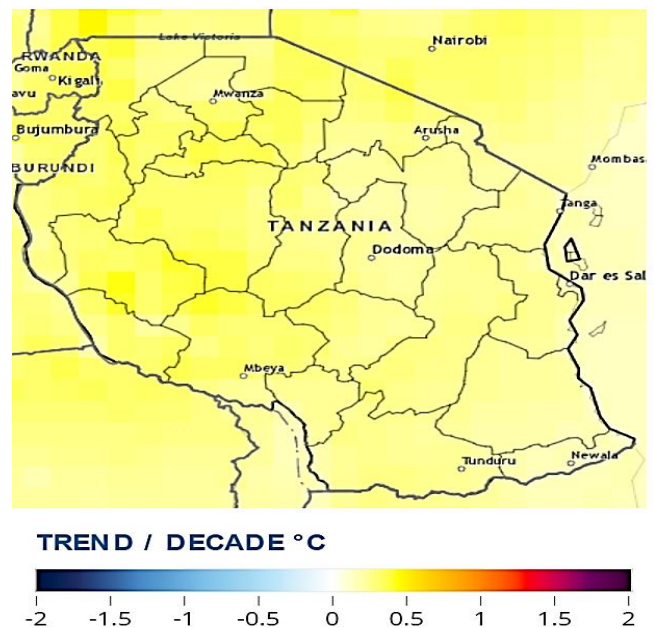 Lake Victoria
Nairobi
RWANDA
Goma
Kigali
avu
Mwanza
Bujumbura
Arusha
BURUNDI
Mombas
Tanga
TANZANIA
Dodoma
Dar es Sal
Mbeya
Tunduru
Newala
TREND / DECADE °C
-2 -1.5 -1 -0.5 0 0.5 1 1.5 2